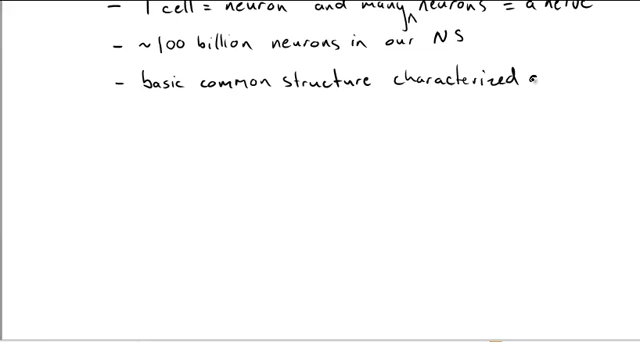 - 1 cell = neuron and many neurons = a nerve
- ~100 billion neurons in our NS
- basic common structure characterized